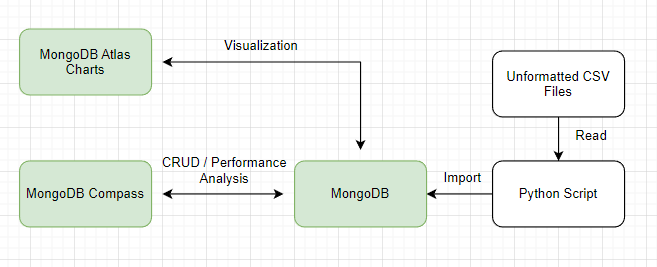 MongoDB Atlas
Charts
Visualization
Unformatted CSV
Files
Read
CRUD / Performance
Analysis
MongoDB Compass
MongoDB
Import
Python Script